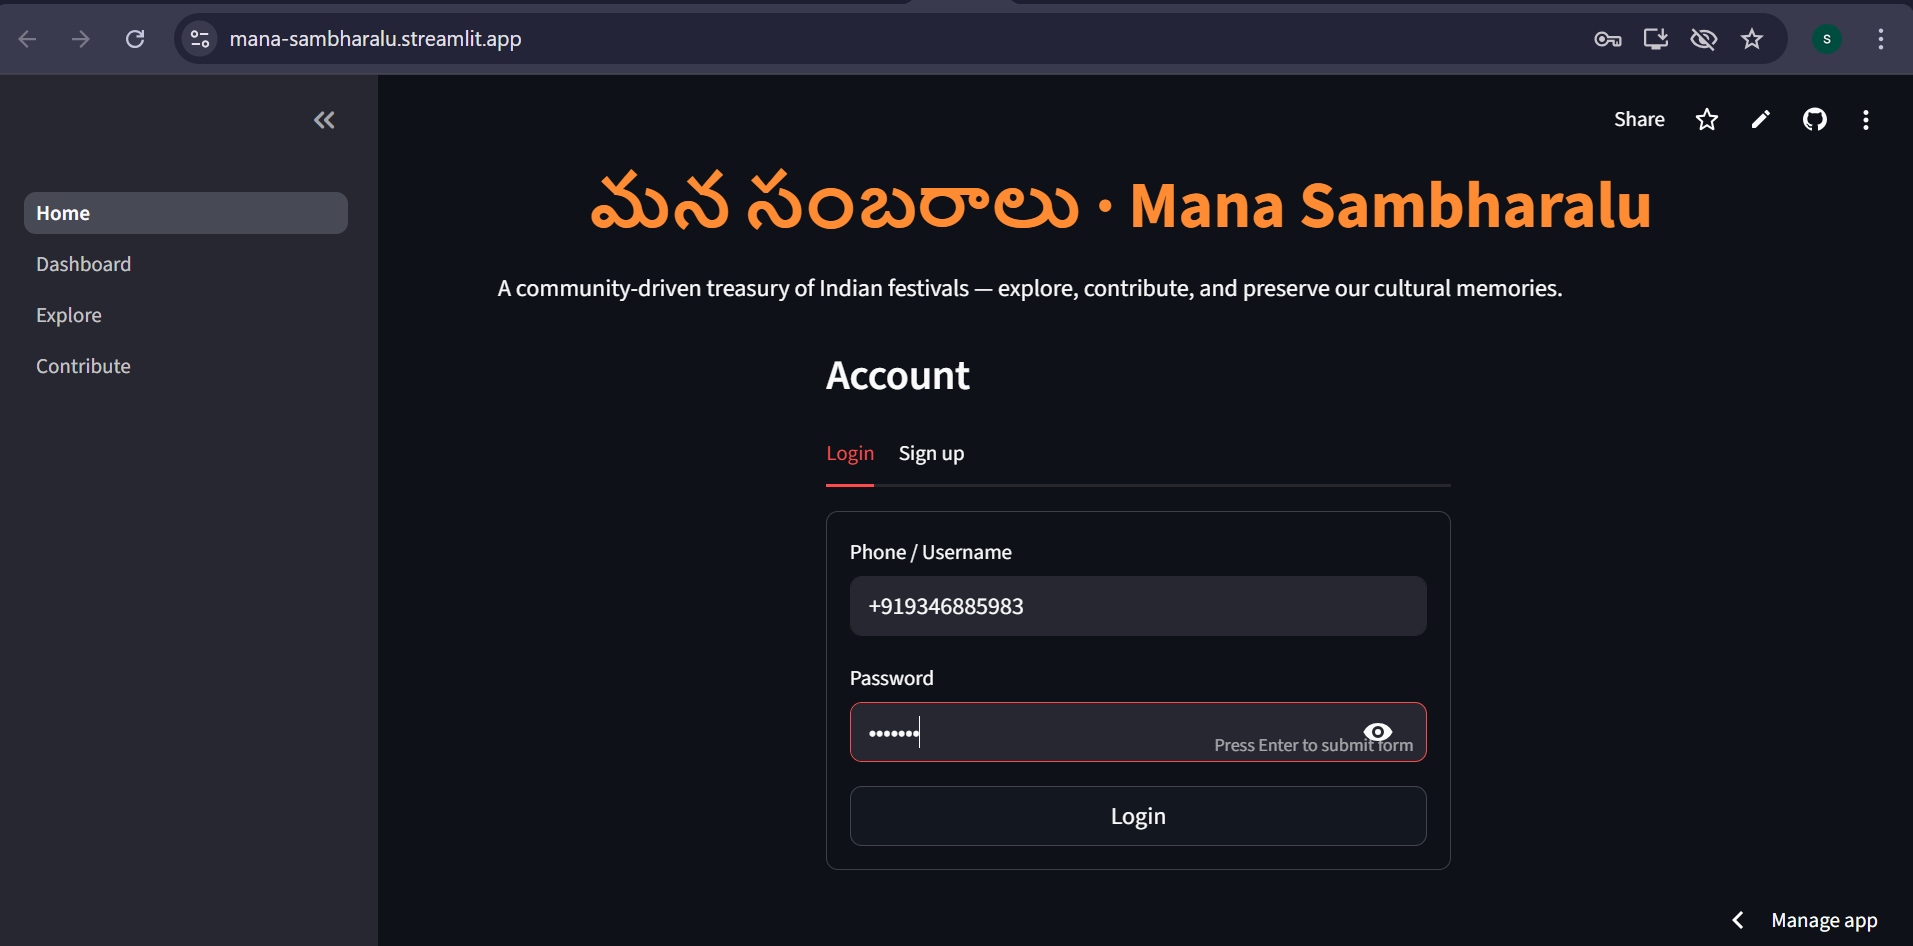 mana-sambharalu.streamlit.app
S
Share
Home
Dashboard
Explore
Contribute
మన సంబరాలు · Mana Sambharalu
A community-driven treasury of Indian festivals — explore, contribute, and preserve our cultural memories.
Account
Login Sign up
Phone / Username
+919346885983
Password
•••••••
Press Enter to submit form
Login
Manage app